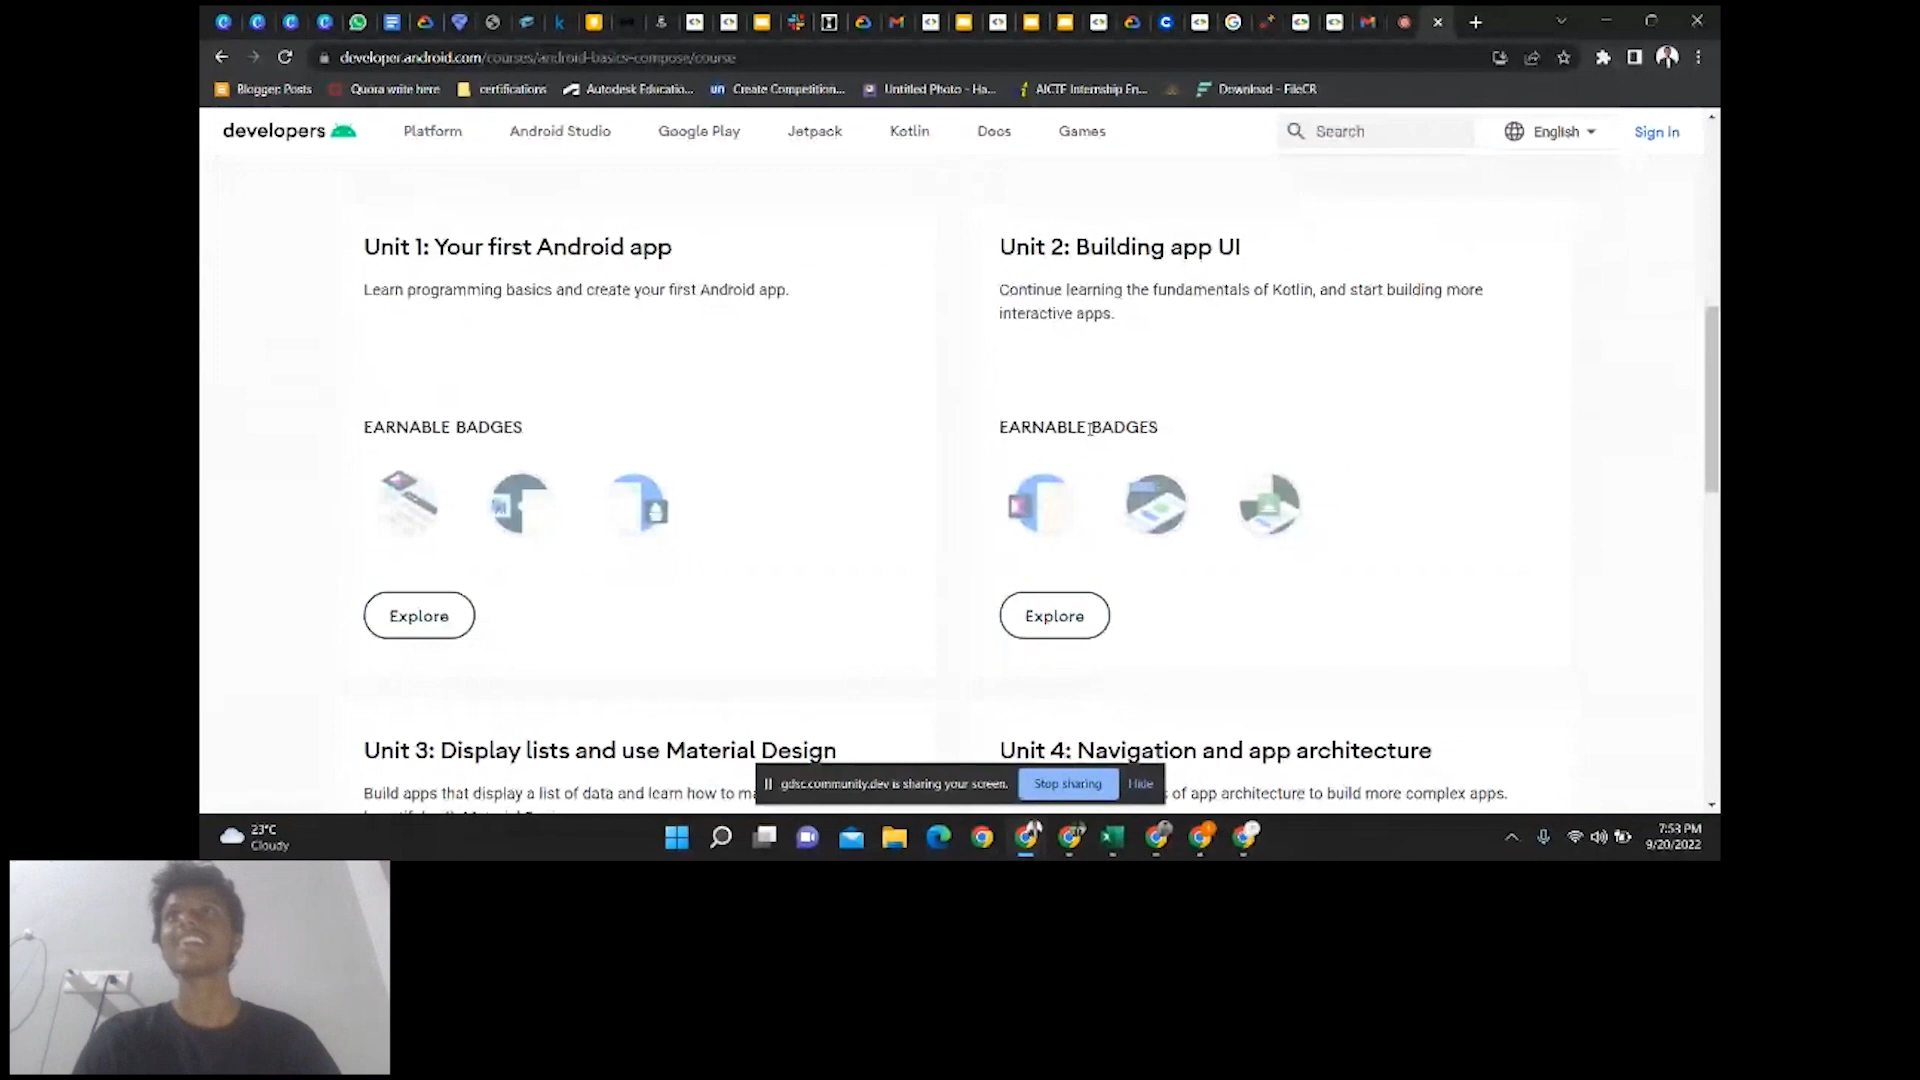 developer.android.com/courses/android-basics-compose/course
Blogger: Posts
Quora write here
certifications
Autodesk Educatio...
un
Create Competition...
Untitled Photo - Ha...
AICTE Internship En...
Download - FileCR
developers
Platform
Android Studio
Google Play
Jetpack
Kotlin
Docs
Games
Search
English
Sign In
Unit 1: Your first Android app
Learn programming basics and create your first Android app.
EARNABLE BADGES
Explore
Unit 2: Building app UI
Continue learning the fundamentals of Kotlin, and start building more
interactive apps.
EARNABLE BADGES
Explore
Unit 3: Display lists and use Material Design
Build apps that display a list of data and learn how to
Unit 4: Navigation and app architecture
of app architecture to build more complex apps.
gdsc.community.dev is sharing your screen.
Stop sharing
Hide
23°C
Cloudy
7:53 PM
9/20/2022